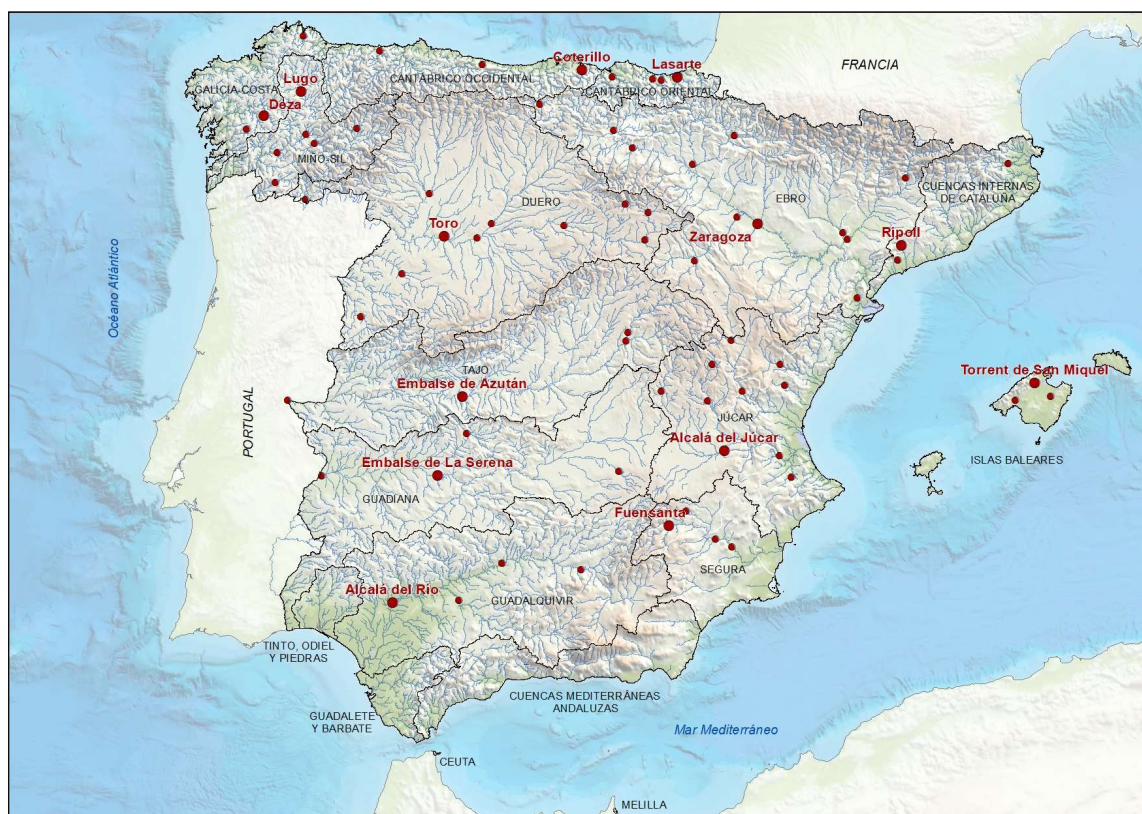 Coterillo
Lasarte
FRANCIA
CANTÁBRICO OCCIDENTAL
CANTÁBRICO ORIENTAL
Lugo
GALICIA-COSTA
Deza
MIÑO-SIL
CUENCAS INTERNAS
DE CATALUÑA
EBRO
DUERO
Toro
Zaragoza
Ripoll
Océano Atlántico
PORTUGAL
TAJO
Embalse de Azután
Torrent de San Miquel
JÚCAR
Alcalá del Júcar
ISLAS BALEARES
Embalse de La Serena
GUADIANA
Fuensanta
SEGURA
Alcalá del Río
GUADALQUIVIR
TINTO, ODIEL
Y PIEDRAS
CUENCAS MEDITERRÁNEAS
ANDALUZAS
GUADALETE
Y BARBATE
Mar Mediterráneo
CEUTA
MELILLA